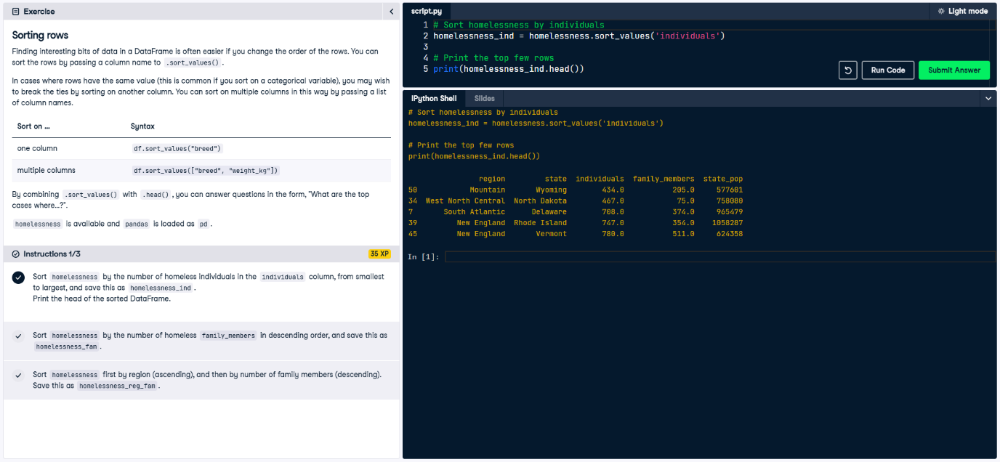 Exercise
Sorting rows
Finding interesting bits of data in a DataFrame is often easier if you change the order of the rows. You can
sort the rows by passing a column name to .sort_values() .
In cases where rows have the same value (this is common if you sort on a categorical variable), you may wish
to break the ties by sorting on another column. You can sort on multiple columns in this way by passing a list
of column names.
Sort on … Syntax
one column df.sort_values("breed")
multiple columns df.sort_values(["breed", "weight_kg"])
By combining .sort_values() with .head() , you can answer questions in the form, "What are the top
cases where…?".
homelessness is available and pandas is loaded as pd .
Instructions 1/3 35 XP
Sort homelessness by the number of homeless individuals in the individuals column, from smallest
to largest, and save this as homelessness_ind .
Print the head of the sorted DataFrame.
Sort homelessness by the number of homeless family_members in descending order, and save this as
homelessness_fam .
Sort homelessness first by region (ascending), and then by number of family members (descending).
Save this as homelessness_reg_fam .
script.py Light mode
1 # Sort homelessness by individuals
2 homelessness_ind = homelessness.sort_values('individuals')
3
4 # Print the top few rows
5 print(homelessness_ind.head())
Run Code Submit Answer
IPython Shell Slides
# Sort homelessness by individuals
homelessness_ind = homelessness.sort_values('individuals')
# Print the top few rows
print(homelessness_ind.head())
region state individuals family_members state_pop
50 Mountain Wyoming 434.0 205.0 577601
34 West North Central North Dakota 467.0 75.0 758080
7 South Atlantic Delaware 708.0 374.0 965479
39 New England Rhode Island 747.0 354.0 1058287
45 New England Vermont 780.0 511.0 624358
In [1]: